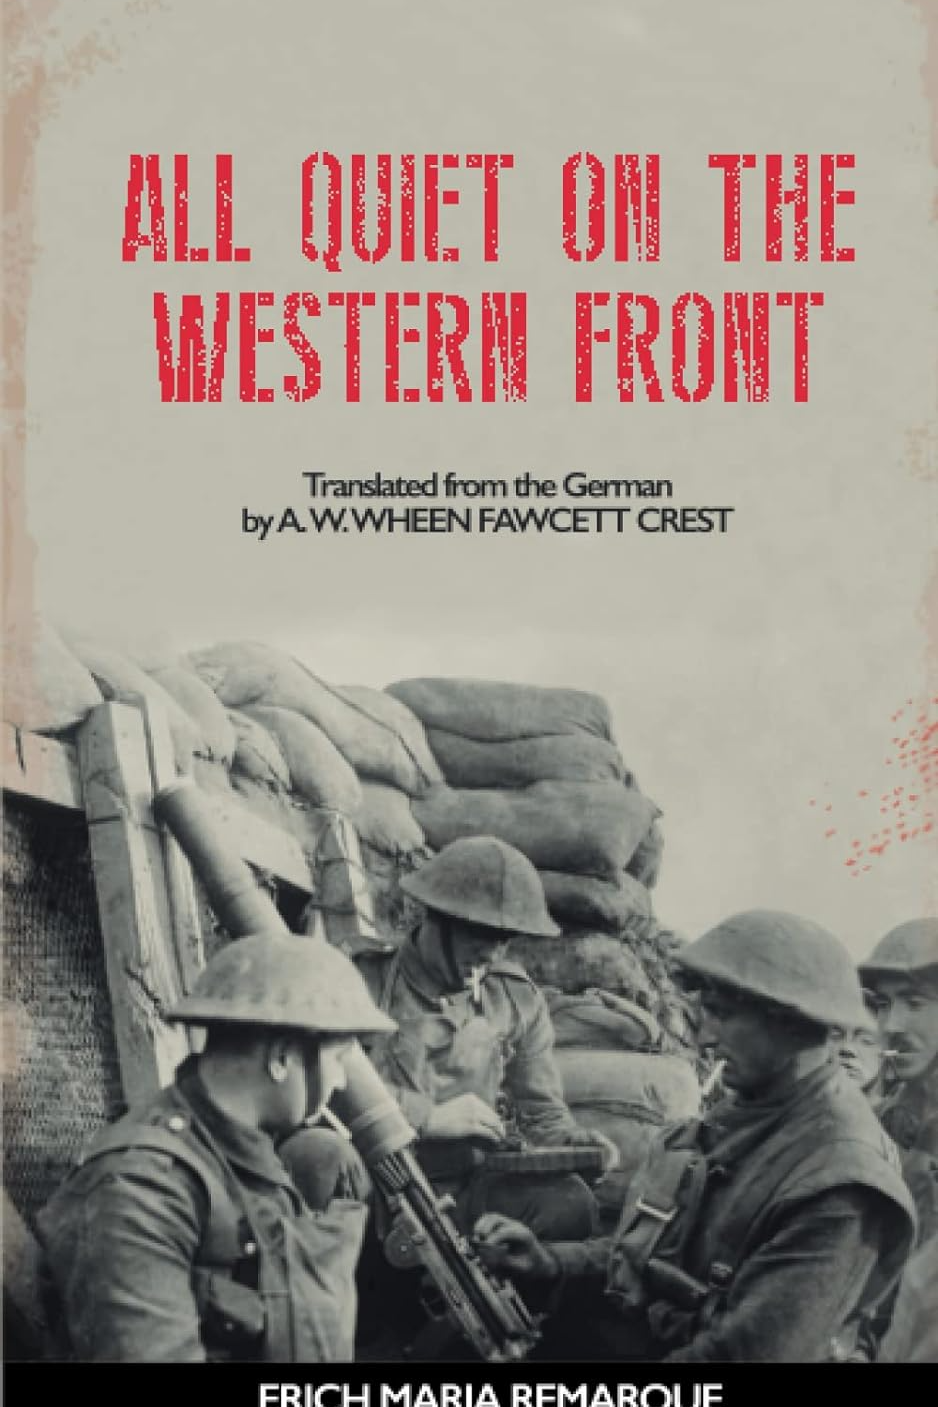 ALL QUIET ON THE
WESTERN FRONT
Translated from the German
by A. W. WHEEN FAWCETT CREST
ERICH MARIA REMARQUE